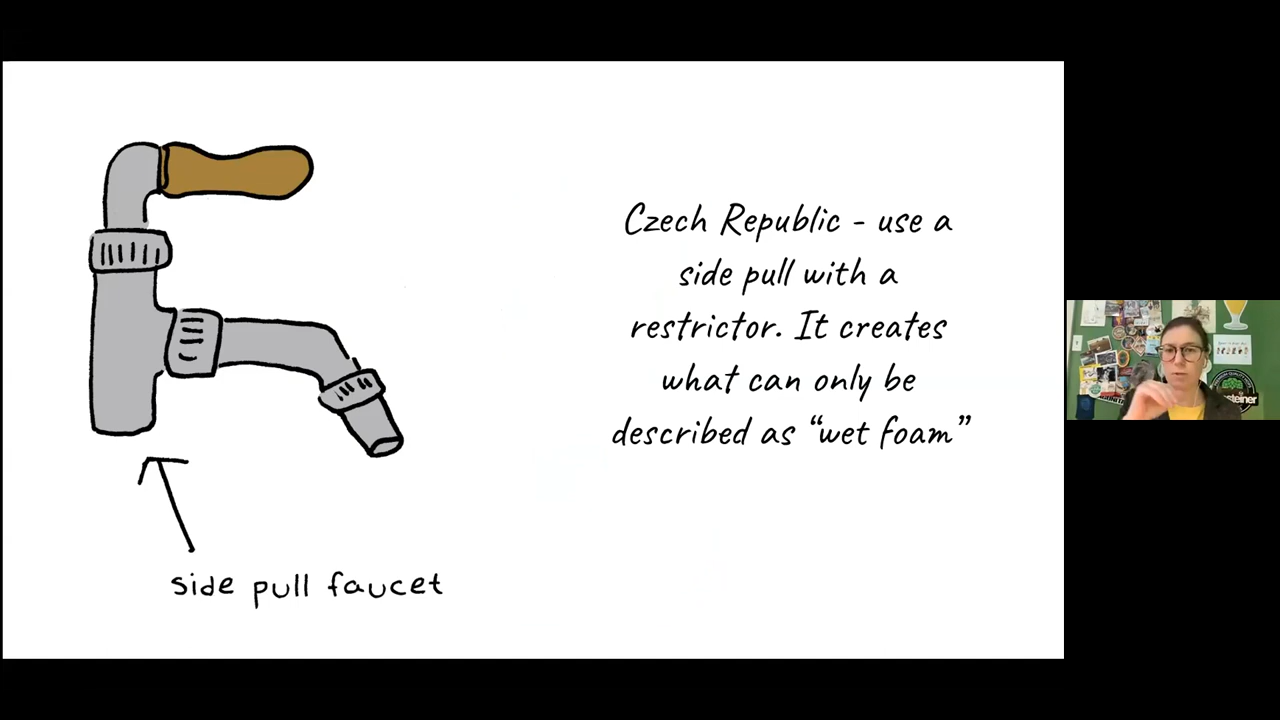 Czech Republic - use a
side pull with a
restrictor. It creates
what can only be
described as “wet foam”
side pull faucet